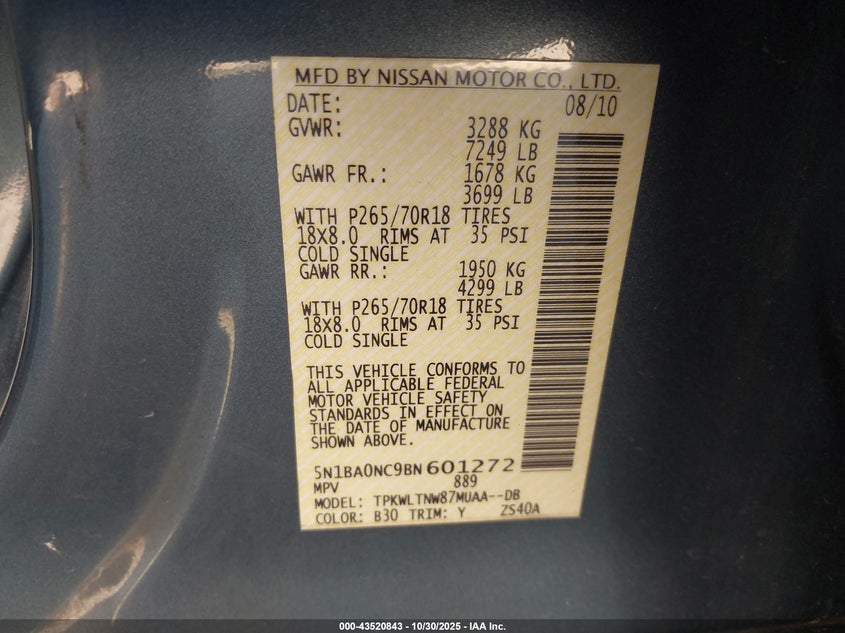 MFD BY NISSAN MOTOR CO., LTD.
DATE: 08/10
GVWR: 3288 KG
7249 LB
GAWR FR.: 1678 KG
3699 LB
WITH P265/70R18 TIRES
18X8.0 RIMS AT 35 PSI
COLD SINGLE
GAWR RR.: 1950 KG
4299 LB
WITH P265/70R18 TIRES
18X8.0 RIMS AT 35 PSI
COLD SINGLE
THIS VEHICLE CONFORMS TO
ALL APPLICABLE FEDERAL
MOTOR VEHICLE SAFETY
STANDARDS IN EFFECT ON
THE DATE OF MANUFACTURE
SHOWN ABOVE.
5N1BA0NC9BN601272
MPV 889
MODEL: TPKWLTNW87MUAA--DB
COLOR: B30 TRIM: Y ZS40A
000-43520843 - 10/30/2025 - IAA Inc.